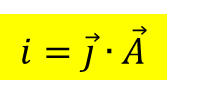 i = j⃗ · A⃗